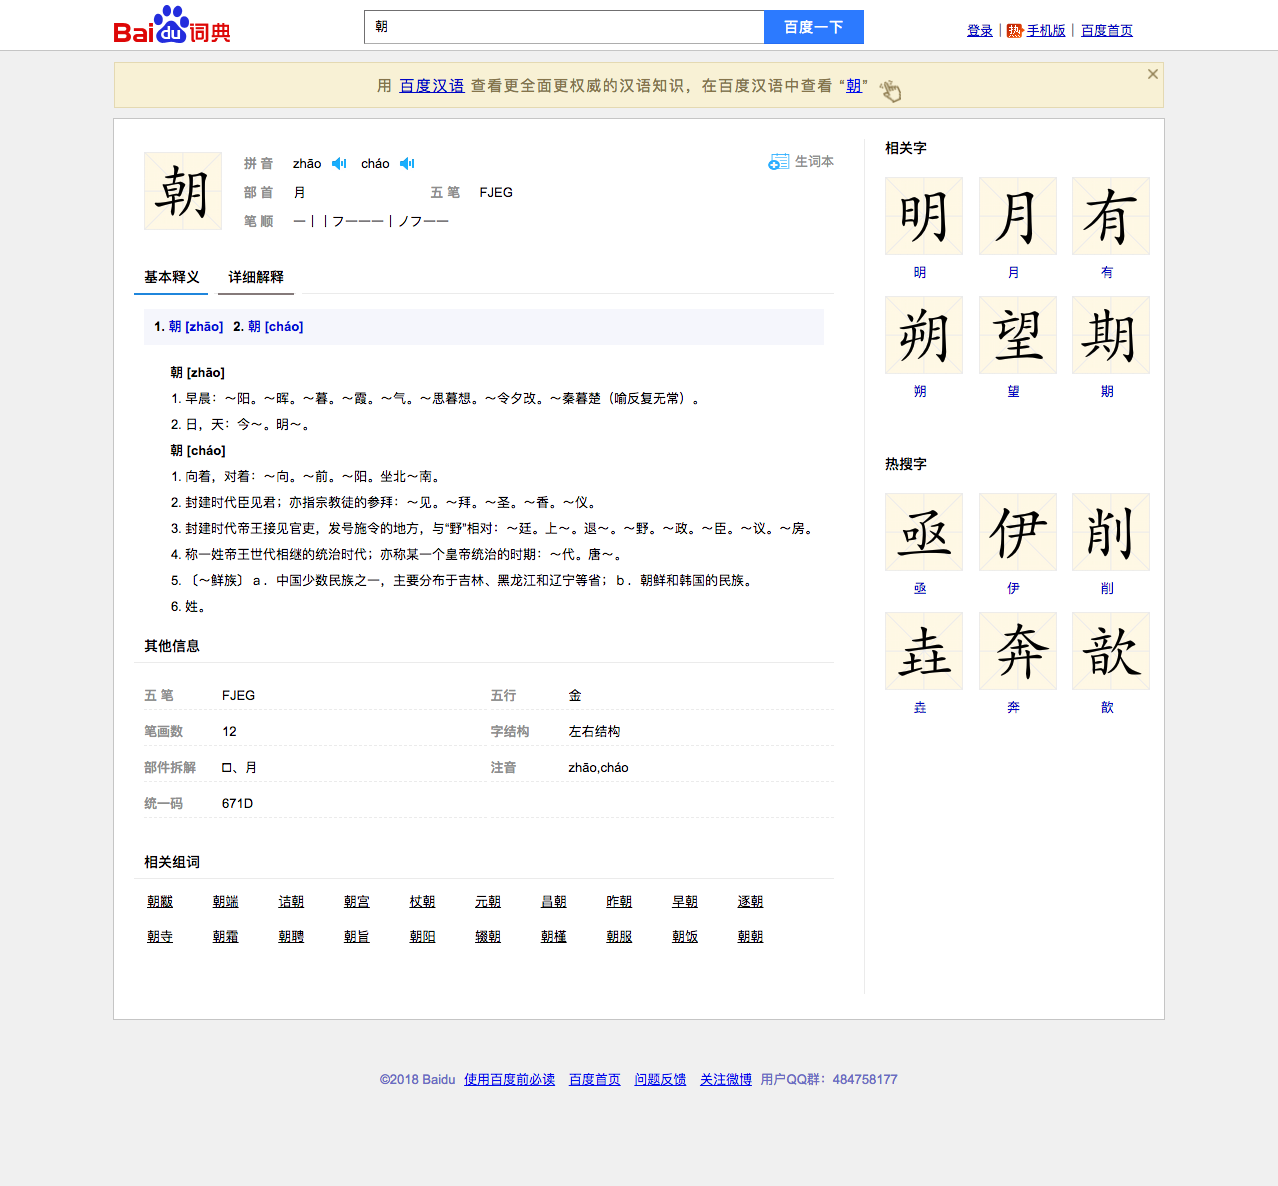 Bai du 词典
朝
百度一下
登录 | 热 手机版 | 百度首页
用 百度汉语 查看更全面更权威的汉语知识，在百度汉语中查看 “朝”
朝
拼 音 zhāo cháo
生词本
部 首 月 五 笔 FJEG
笔 顺 一丨丨フ一一一丨ノフ一一
基本释义 详细解释
1. 朝 [zhāo] 2. 朝 [cháo]
朝 [zhāo]
1. 早晨：～阳。～晖。～暮。～霞。～气。～思暮想。～令夕改。～秦暮楚（喻反复无常）。
2. 日，天：今～。明～。
朝 [cháo]
1. 向着，对着：～向。～前。～阳。坐北～南。
2. 封建时代臣见君；亦指宗教徒的参拜：～见。～拜。～圣。～香。～仪。
3. 封建时代帝王接见官吏，发号施令的地方，与“野”相对：～廷。上～。退～。～野。～政。～臣。～议。～房。
4. 称一姓帝王世代相继的统治时代；亦称某一个皇帝统治的时期：～代。唐～。
5. 〔～鲜族〕ａ．中国少数民族之一，主要分布于吉林、黑龙江和辽宁等省；ｂ．朝鲜和韩国的民族。
6. 姓。
其他信息
五 笔 FJEG 五行 金
笔画数 12 字结构 左右结构
部件拆解 □、月 注音 zhāo,cháo
统一码 671D
相关组词
朝黻 朝端 诘朝 朝宫 杖朝 元朝 昌朝 昨朝 早朝 逐朝
朝寺 朝霜 朝聘 朝旨 朝阳 辍朝 朝槿 朝服 朝饭 朝朝
相关字
明 月 有
明 月 有
朔 望 期
朔 望 期
热搜字
亟 伊 削
亟 伊 削
垚 奔 歆
垚 奔 歆
©2018 Baidu 使用百度前必读 百度首页 问题反馈 关注微博 用户QQ群：484758177